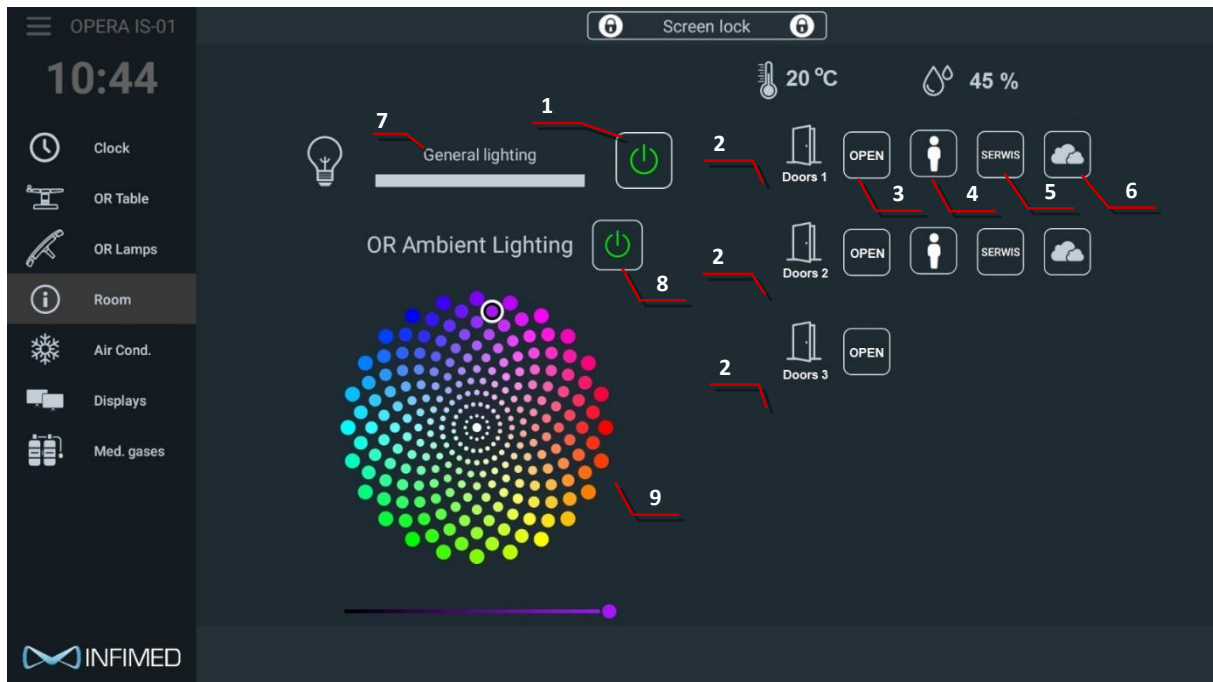 OPERA IS-01
Screen lock
10:44
20 °C
45 %
Clock
OR Table
OR Lamps
Room
Air Cond.
Displays
Med. gases
INFIMED
7
General lighting
1
OR Ambient Lighting
8
9
2
Doors 1
OPEN
SERWIS
3
4
5
6
2
Doors 2
OPEN
SERWIS
2
Doors 3
OPEN